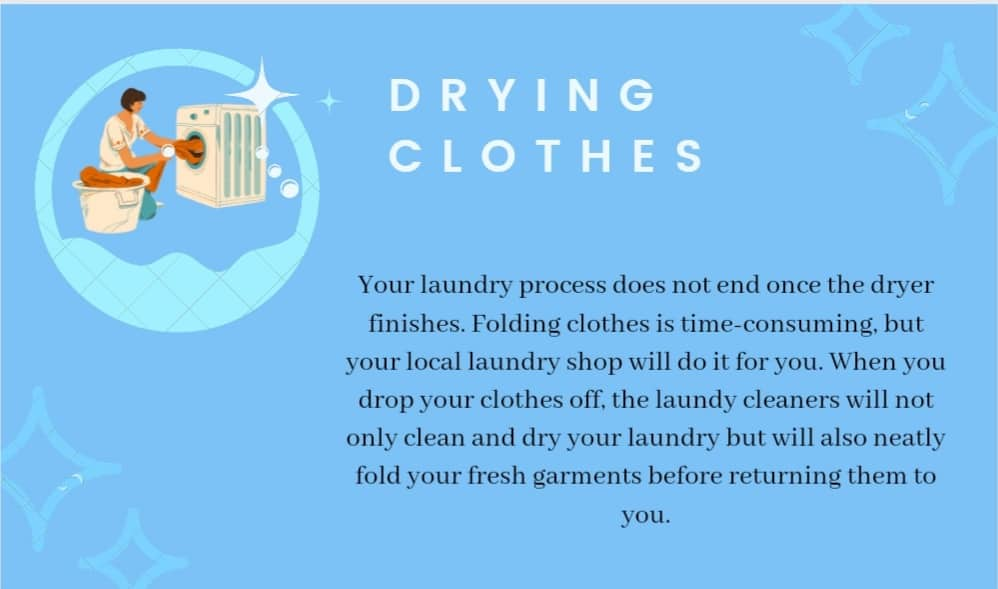 DRYING
CLOTHES
Your laundry process does not end once the dryer
finishes. Folding clothes is time-consuming, but
your local laundry shop will do it for you. When you
drop your clothes off, the laundy cleaners will not
only clean and dry your laundry but will also neatly
fold your fresh garments before returning them to
you.